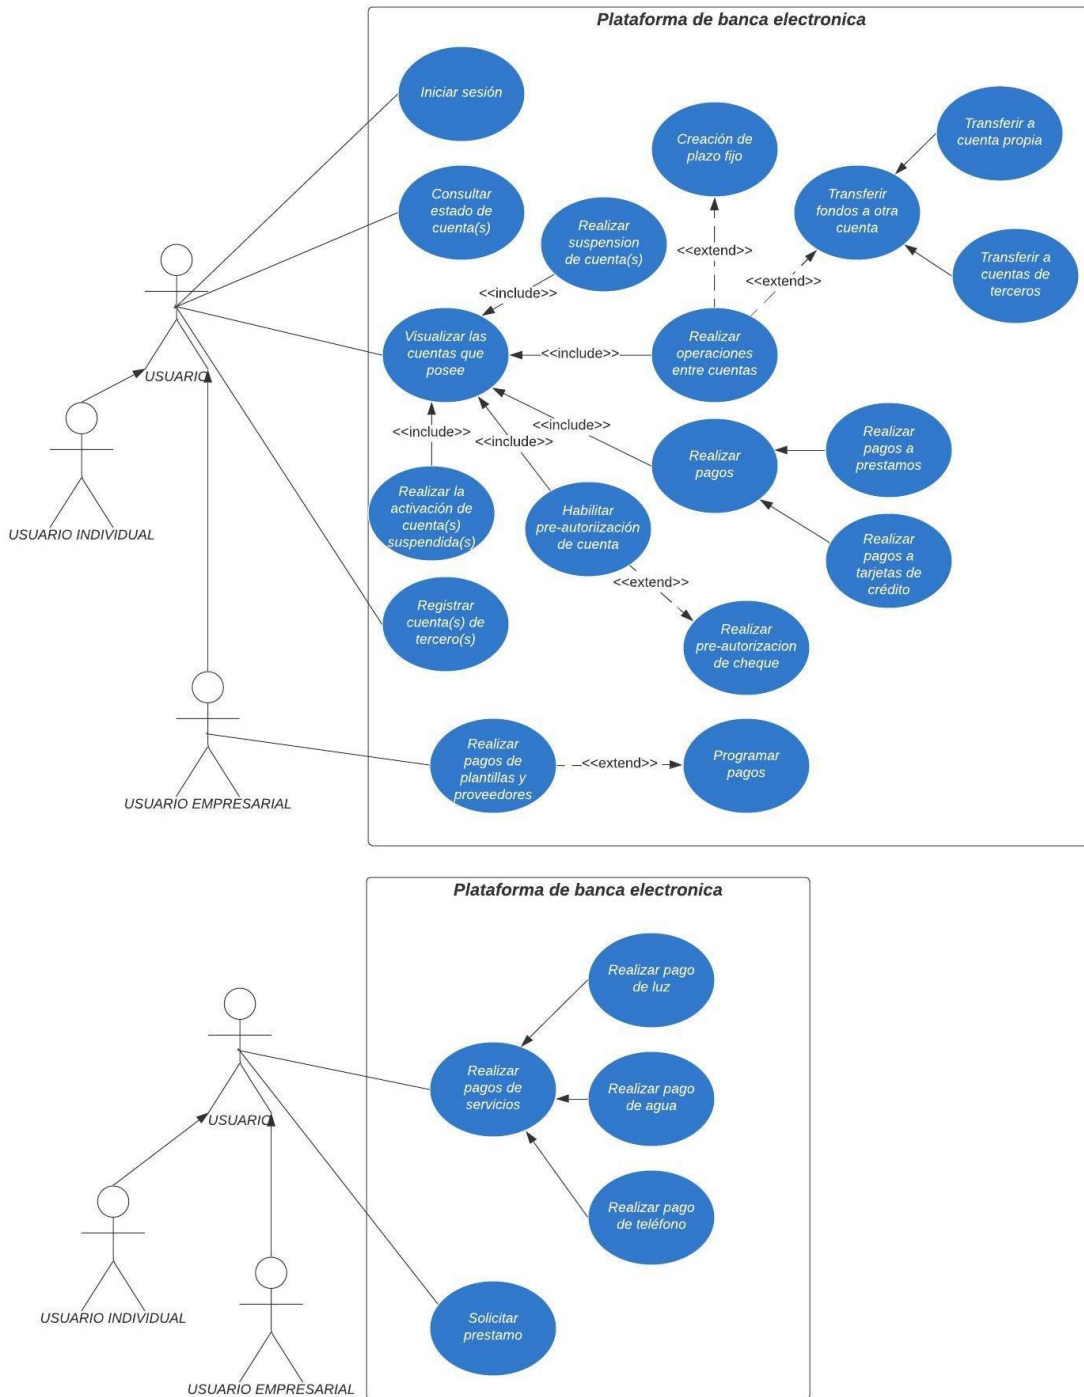 Plataforma de banca electronica
Iniciar sesión
Creación de
plazo fijo
Transferir a
cuenta propia
Consultar
estado de
cuenta(s)
Transferir
fondos a otra
cuenta
Realizar
suspension
de cuenta(s)
<<extend>>
<<extend>>
Transferir a
cuentas de
terceros
<<include>>
Visualizar las
cuentas que
posee
<<include>>
Realizar
operaciones
entre cuentas
USUARIO
<<include>>
<<include>>
<<include>>
Realizar
pagos
Realizar
pagos a
prestamos
USUARIO INDIVIDUAL
Realizar la
activación de
cuenta(s)
suspendida(s)
Habilitar
pre-autoriización
de cuenta
Realizar
pagos a
tarjetas de
crédito
<<extend>>
Registrar
cuenta(s) de
tercero(s)
Realizar
pre-autorizacion
de cheque
USUARIO EMPRESARIAL
Realizar
pagos de
plantillas y
proveedores
<<extend>>
Programar
pagos
Plataforma de banca electronica
Realizar pago
de luz
Realizar
pagos de
servicios
Realizar pago
de agua
USUARIO
Realizar pago
de teléfono
USUARIO INDIVIDUAL
Solicitar
prestamo
USUARIO EMPRESARIAL